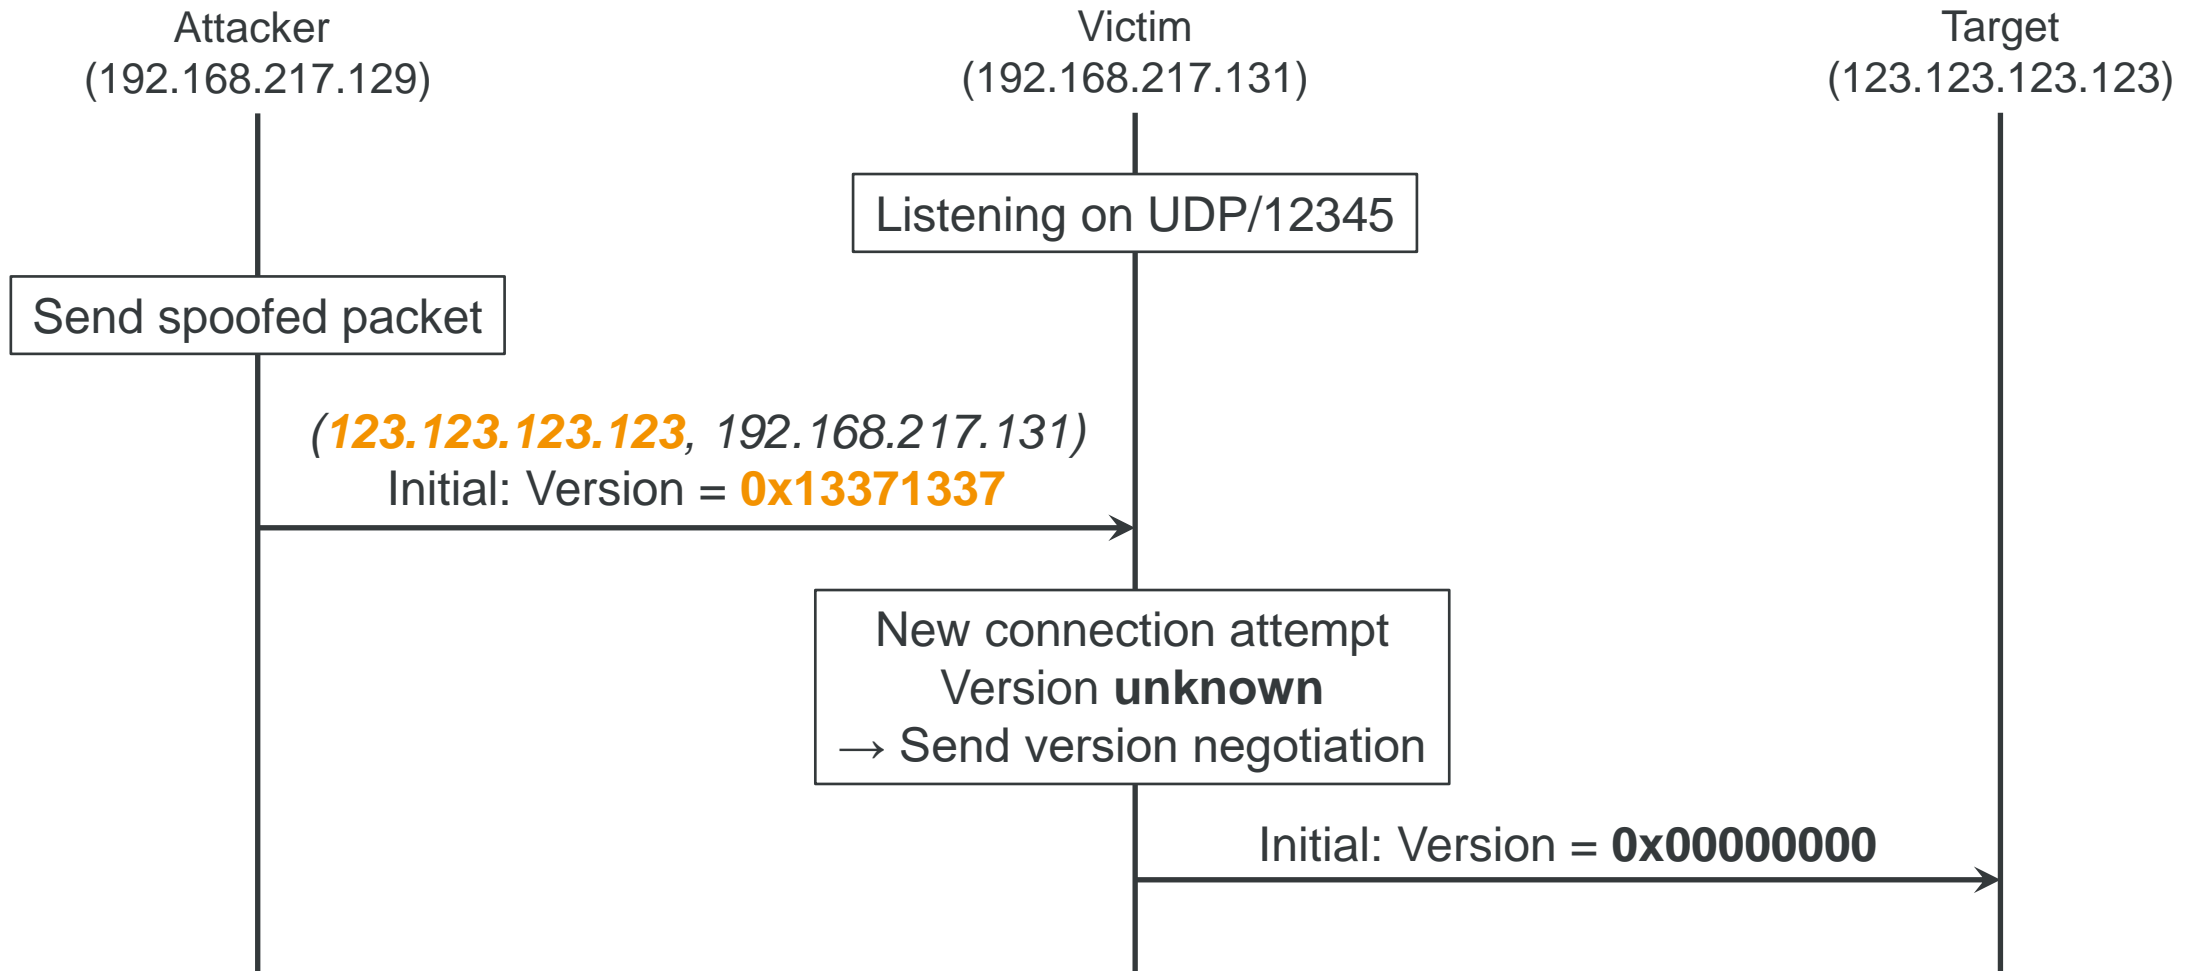 Attacker
(192.168.217.129)
Victim
(192.168.217.131)
Target
(123.123.123.123)
Listening on UDP/12345
Send spoofed packet
(123.123.123.123, 192.168.217.131)
Initial: Version = 0x13371337
New connection attempt
Version unknown
→ Send version negotiation
Initial: Version = 0x00000000